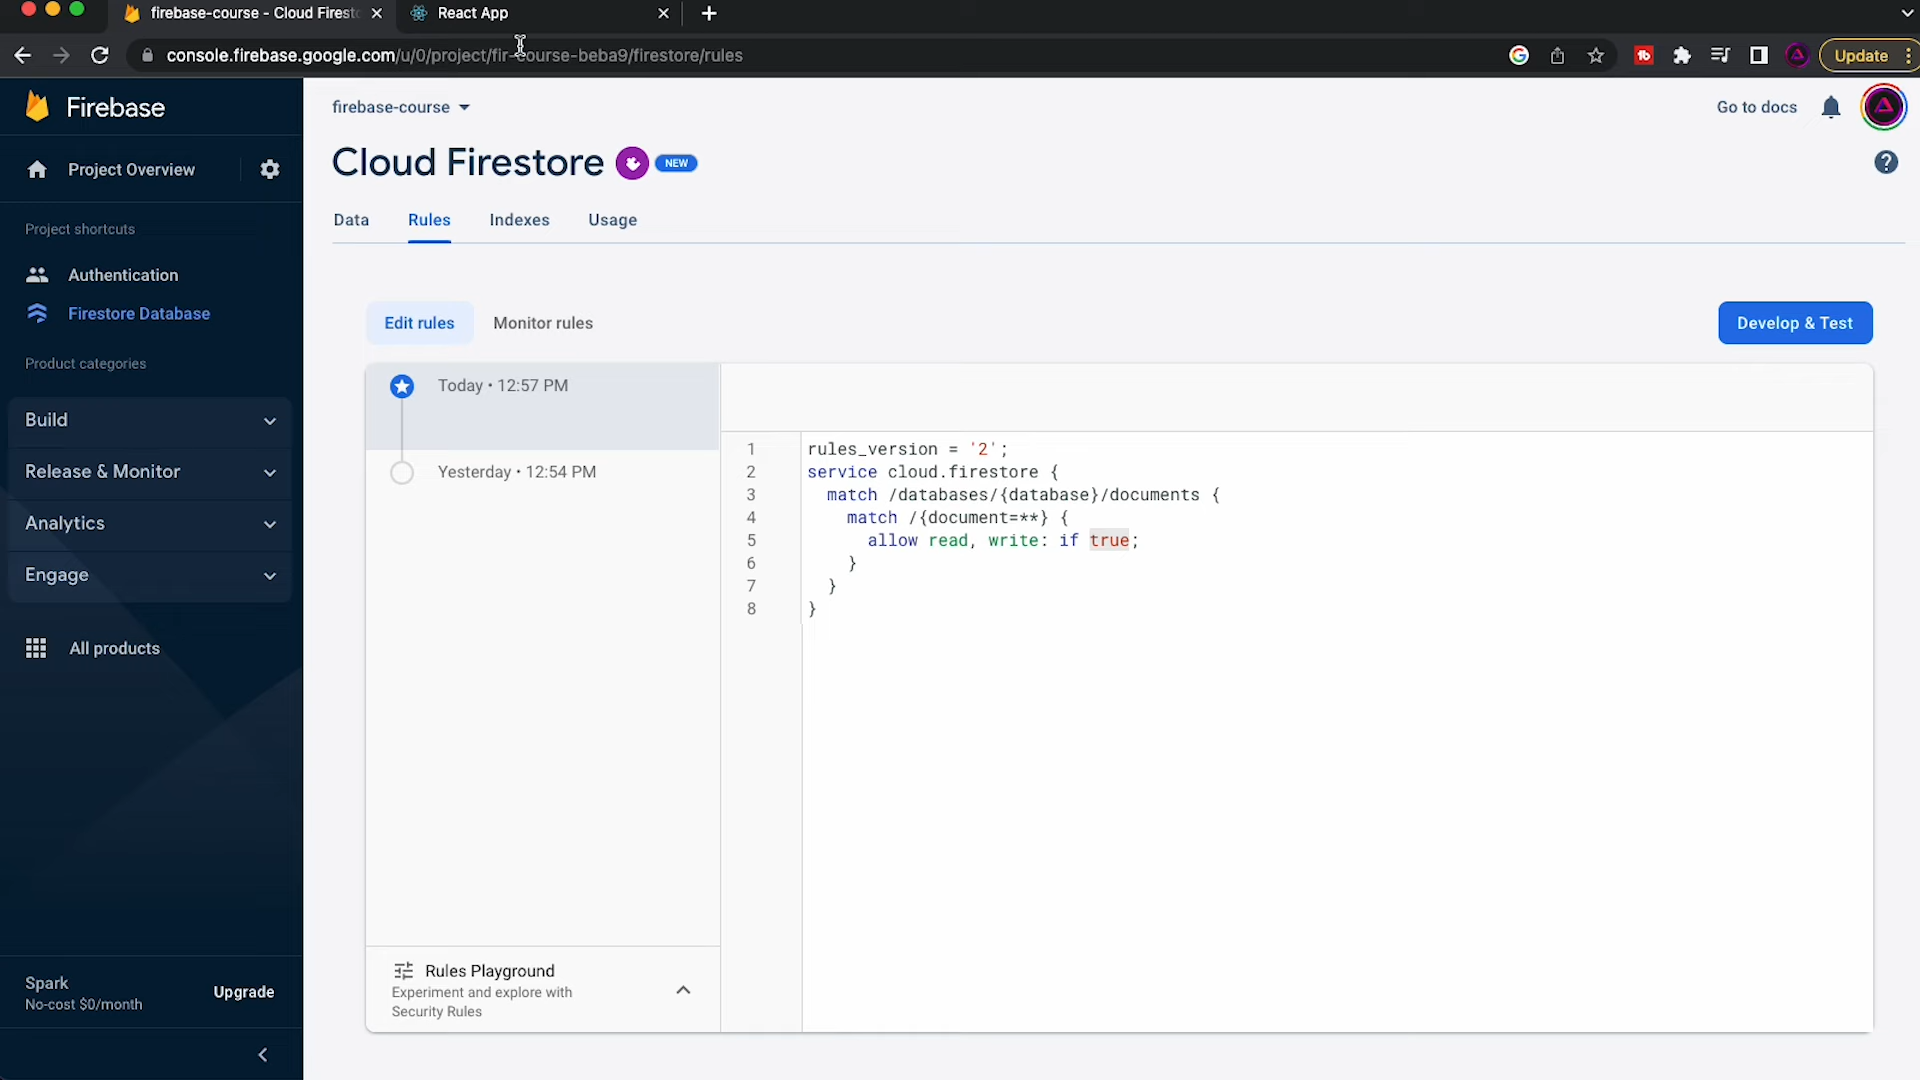 firebase-course - Cloud Firest
React App
console.firebase.google.com/u/0/project/fir-course-beba9/firestore/rules
Update
Firebase
firebase-course
Go to docs
Project Overview
Cloud Firestore
NEW
Data
Rules
Indexes
Usage
Project shortcuts
Authentication
Firestore Database
Product categories
Build
Release & Monitor
Analytics
Engage
All products
Spark
No-cost $0/month
Upgrade
Edit rules
Monitor rules
Develop & Test
Today • 12:57 PM
Yesterday • 12:54 PM
1 rules_version = '2';
2 service cloud.firestore {
3 match /databases/{database}/documents {
4 match /{document=**} {
5 allow read, write: if true;
6 }
7 }
8 }
Rules Playground
Experiment and explore with
Security Rules